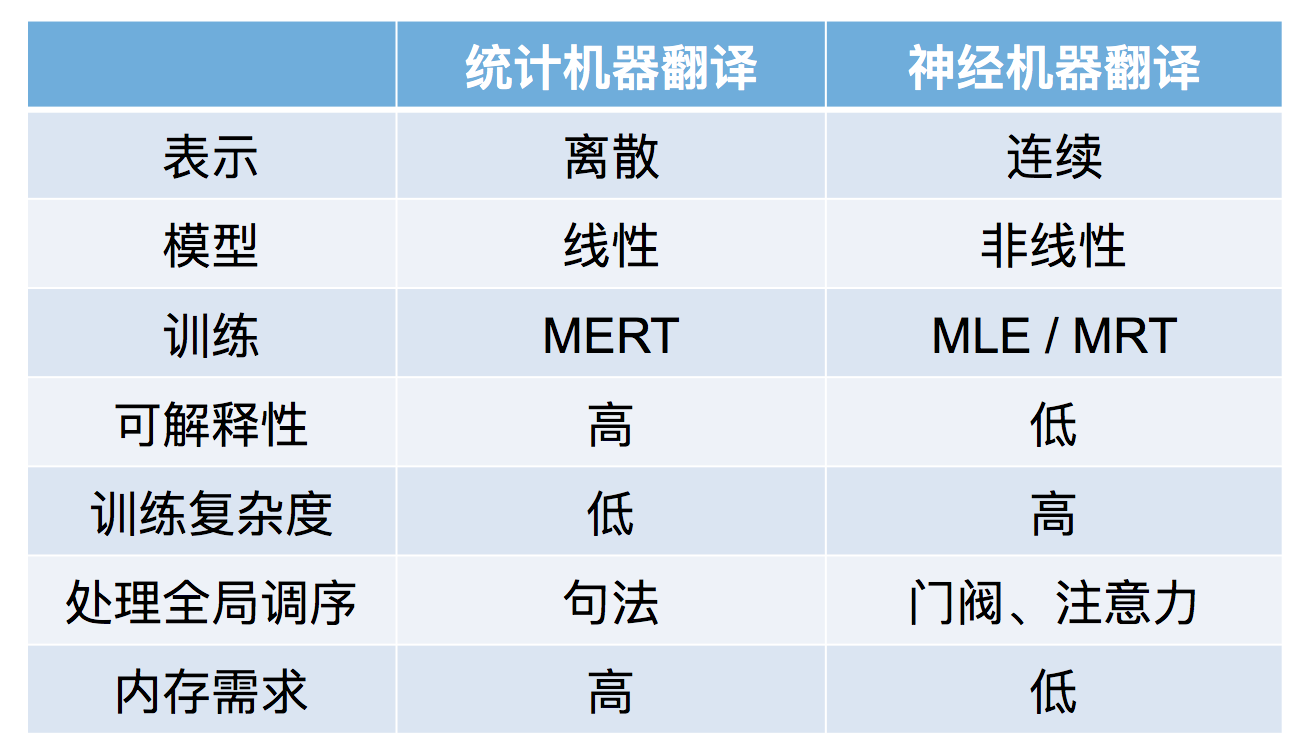 统计机器翻译 神经机器翻译
表示 离散 连续
模型 线性 非线性
训练 MERT MLE / MRT
可解释性 高 低
训练复杂度 低 高
处理全局调序 句法 门阀、注意力
内存需求 高 低